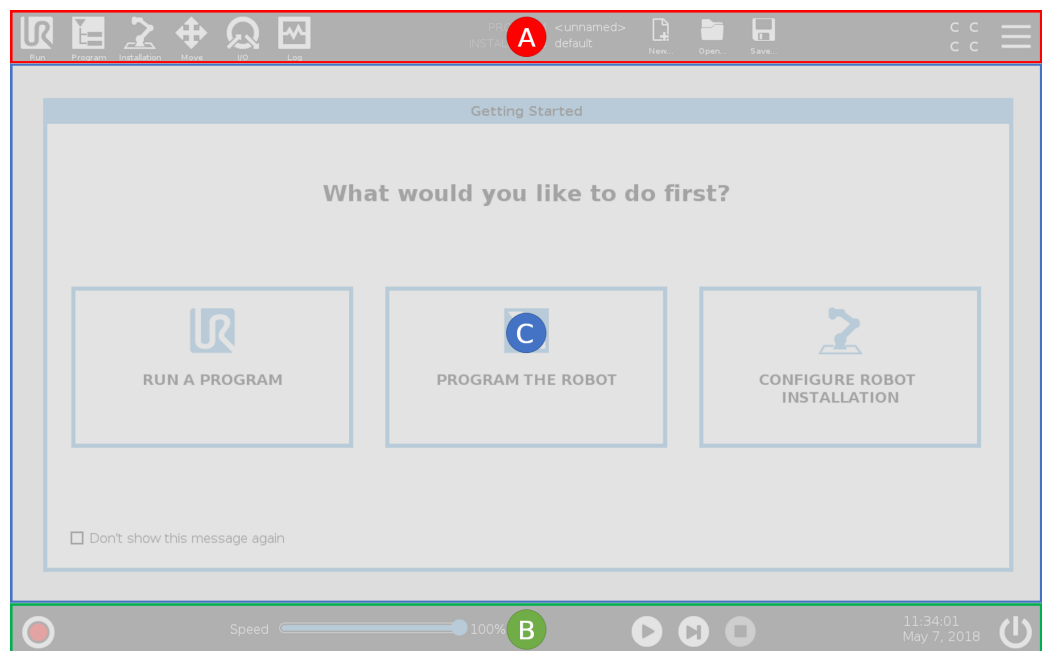 <unnamed>
default
A
C C
C C
Run Program Installation Move I/O Log
New... Open... Save...
Getting Started
What would you like to do first?
C
RUN A PROGRAM
PROGRAM THE ROBOT
CONFIGURE ROBOT
INSTALLATION
Don't show this message again
Speed 100%
B
11:34:01
May 7, 2018